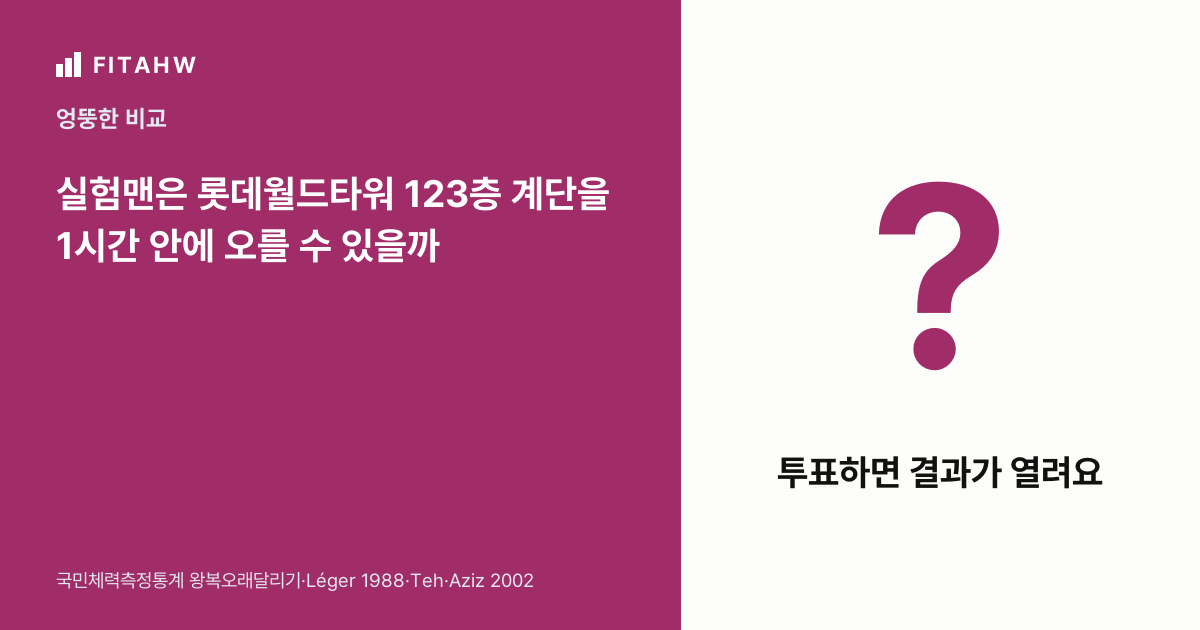 FITAHW
엉뚱한 비교
실험맨은 롯데월드타워 123층 계단을
1시간 안에 오를 수 있을까
?
투표하면 결과가 열려요
국민체력측정통계 왕복오래달리기·Léger 1988·Teh·Aziz 2002